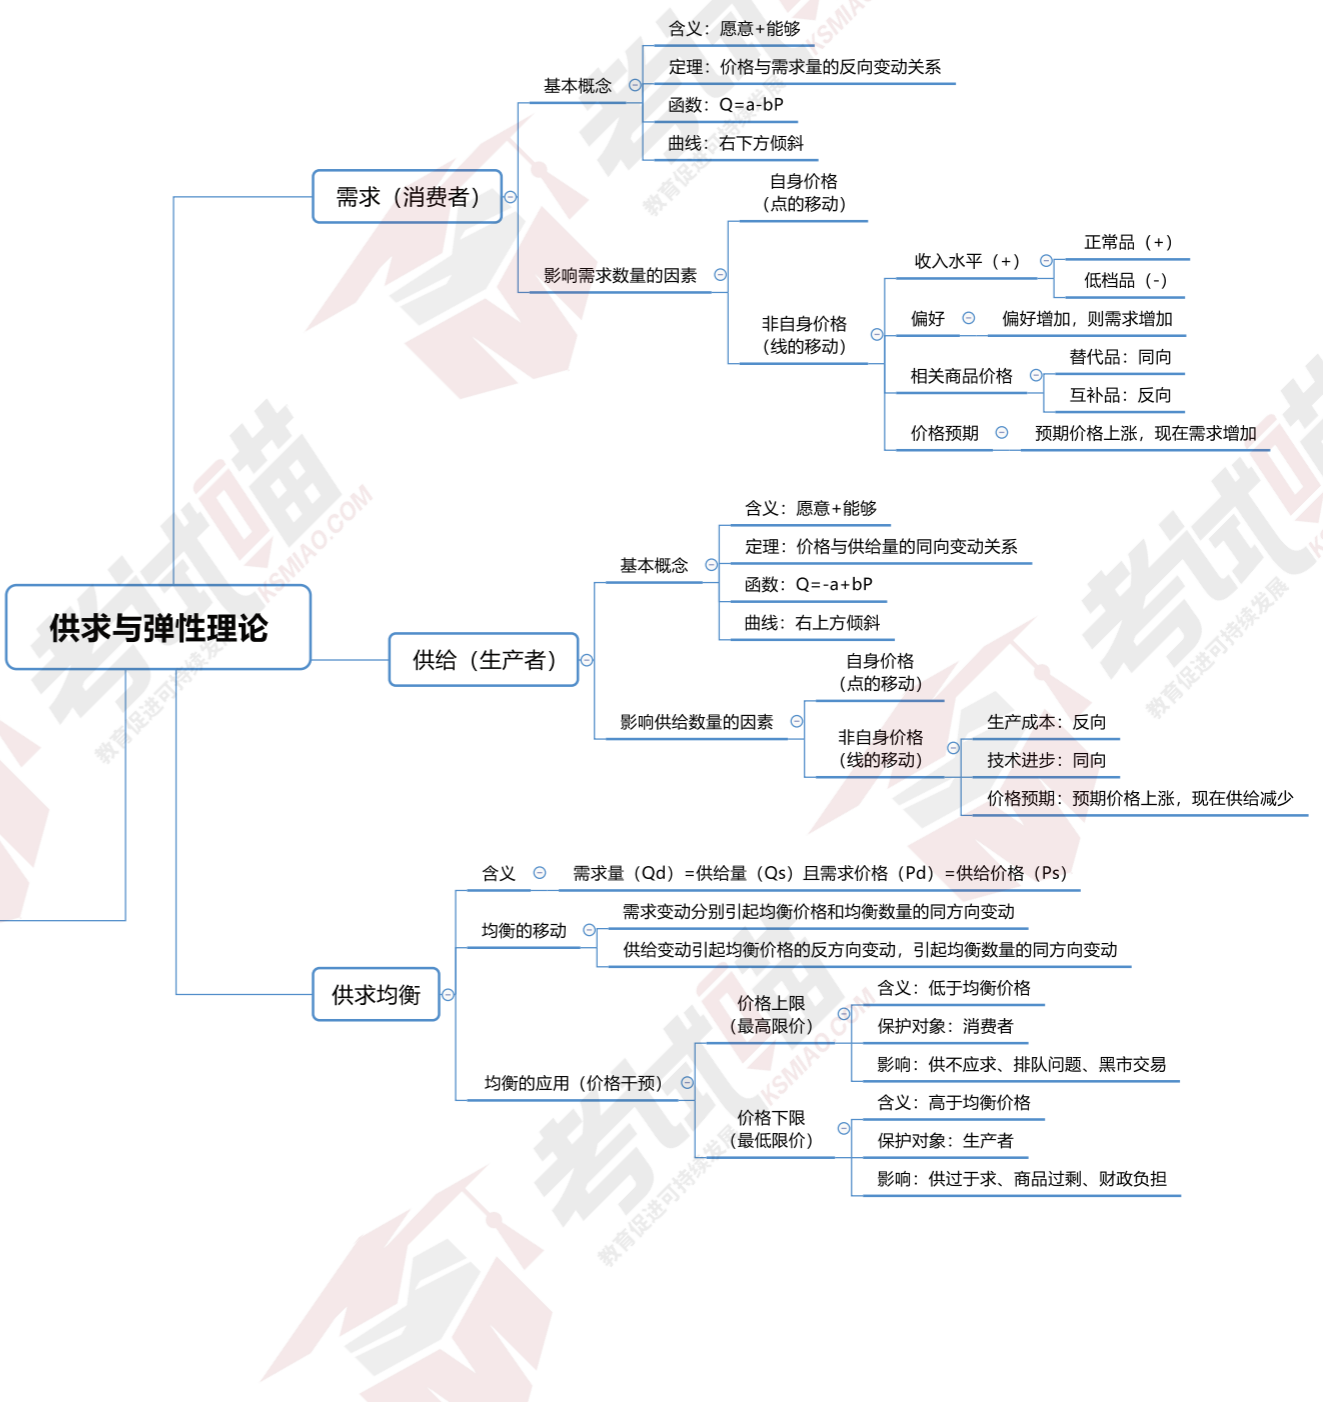 供求与弹性理论
需求（消费者）
基本概念
含义：愿意+能够
定理：价格与需求量的反向变动关系
函数：Q=a-bP
曲线：右下方倾斜
影响需求数量的因素
自身价格
（点的移动）
非自身价格
（线的移动）
收入水平（+）
正常品（+）
低档品（-）
偏好
偏好增加，则需求增加
相关商品价格
替代品：同向
互补品：反向
价格预期
预期价格上涨，现在需求增加
供给（生产者）
基本概念
含义：愿意+能够
定理：价格与供给量的同向变动关系
函数：Q=-a+bP
曲线：右上方倾斜
影响供给数量的因素
自身价格
（点的移动）
非自身价格
（线的移动）
生产成本：反向
技术进步：同向
价格预期：预期价格上涨，现在供给减少
供求均衡
含义
需求量（Qd）=供给量（Qs）且需求价格（Pd）=供给价格（Ps）
均衡的移动
需求变动分别引起均衡价格和均衡数量的同方向变动
供给变动引起均衡价格的反方向变动，引起均衡数量的同方向变动
均衡的应用（价格干预）
价格上限
（最高限价）
含义：低于均衡价格
保护对象：消费者
影响：供不应求、排队问题、黑市交易
价格下限
（最低限价）
含义：高于均衡价格
保护对象：生产者
影响：供过于求、商品过剩、财政负担
考试喵
KSMIAO.COM
教育促进可持续发展